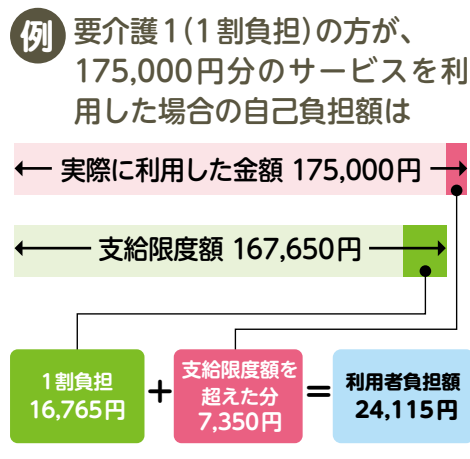 例 要介護1(1割負担)の方が、
175,000円分のサービスを利
用した場合の自己負担額は
実際に利用した金額 175,000円
支給限度額 167,650円
1割負担
16,765円
+
支給限度額を
超えた分
7,350円
=
利用者負担額
24,115円